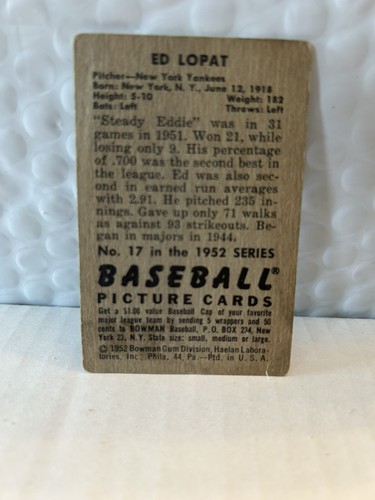 ED LOPAT
Pitcher—New York Yankees
Born: New York, N. Y., June 12, 1918
Height: 5-10 Weight: 182
Bats: Left Throws: Left
"Steady Eddie" was in 31
games in 1951. Won 21, while
losing only 9. His percentage
of .700 was the second best in
the league. Ed was also sec-
ond in earned run averages
with 2.91. He pitched 235 in-
nings. Gave up only 71 walks
as against 93 strikeouts. Be-
gan in majors in 1944.
No. 17 in the 1952 SERIES
BASEBALL®
PICTURE CARDS
Get a $1.00 value Baseball Cap of your favorite
major league team by sending 5 wrappers and 50
cents to BOWMAN Baseball, P. O. BOX 234, New
York 23, N.Y. State size: small, medium or large.
© 1952 Bowman Gum Division, Haelan Labora-
tories, Inc., Phila. 44, Pa.—Ptd. in U. S. A.